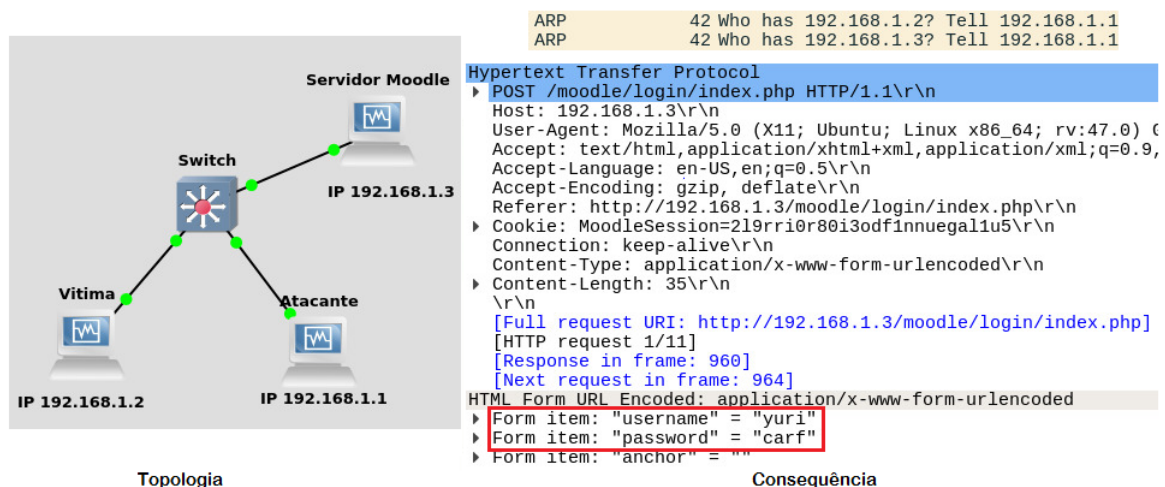 Servidor Moodle
Switch
IP 192.168.1.3
Vitima
Atacante
IP 192.168.1.2
IP 192.168.1.1
Topologia
ARP 42 Who has 192.168.1.2? Tell 192.168.1.1
ARP 42 Who has 192.168.1.3? Tell 192.168.1.1
Hypertext Transfer Protocol
POST /moodle/login/index.php HTTP/1.1\r\n
Host: 192.168.1.3\r\n
User-Agent: Mozilla/5.0 (X11; Ubuntu; Linux x86_64; rv:47.0)
Accept: text/html,application/xhtml+xml,application/xml;q=0.9,
Accept-Language: en-US,en;q=0.5\r\n
Accept-Encoding: gzip, deflate\r\n
Referer: http://192.168.1.3/moodle/login/index.php\r\n
Cookie: MoodleSession=2l9rri0r80i3odf1nnuegal1u5\r\n
Connection: keep-alive\r\n
Content-Type: application/x-www-form-urlencoded\r\n
Content-Length: 35\r\n
\r\n
[Full request URI: http://192.168.1.3/moodle/login/index.php]
[HTTP request 1/11]
[Response in frame: 960]
[Next request in frame: 964]
HTML Form URL Encoded: application/x-www-form-urlencoded
Form item: "username" = "yuri"
Form item: "password" = "carf"
Form item: "anchor" = ""
Consequência